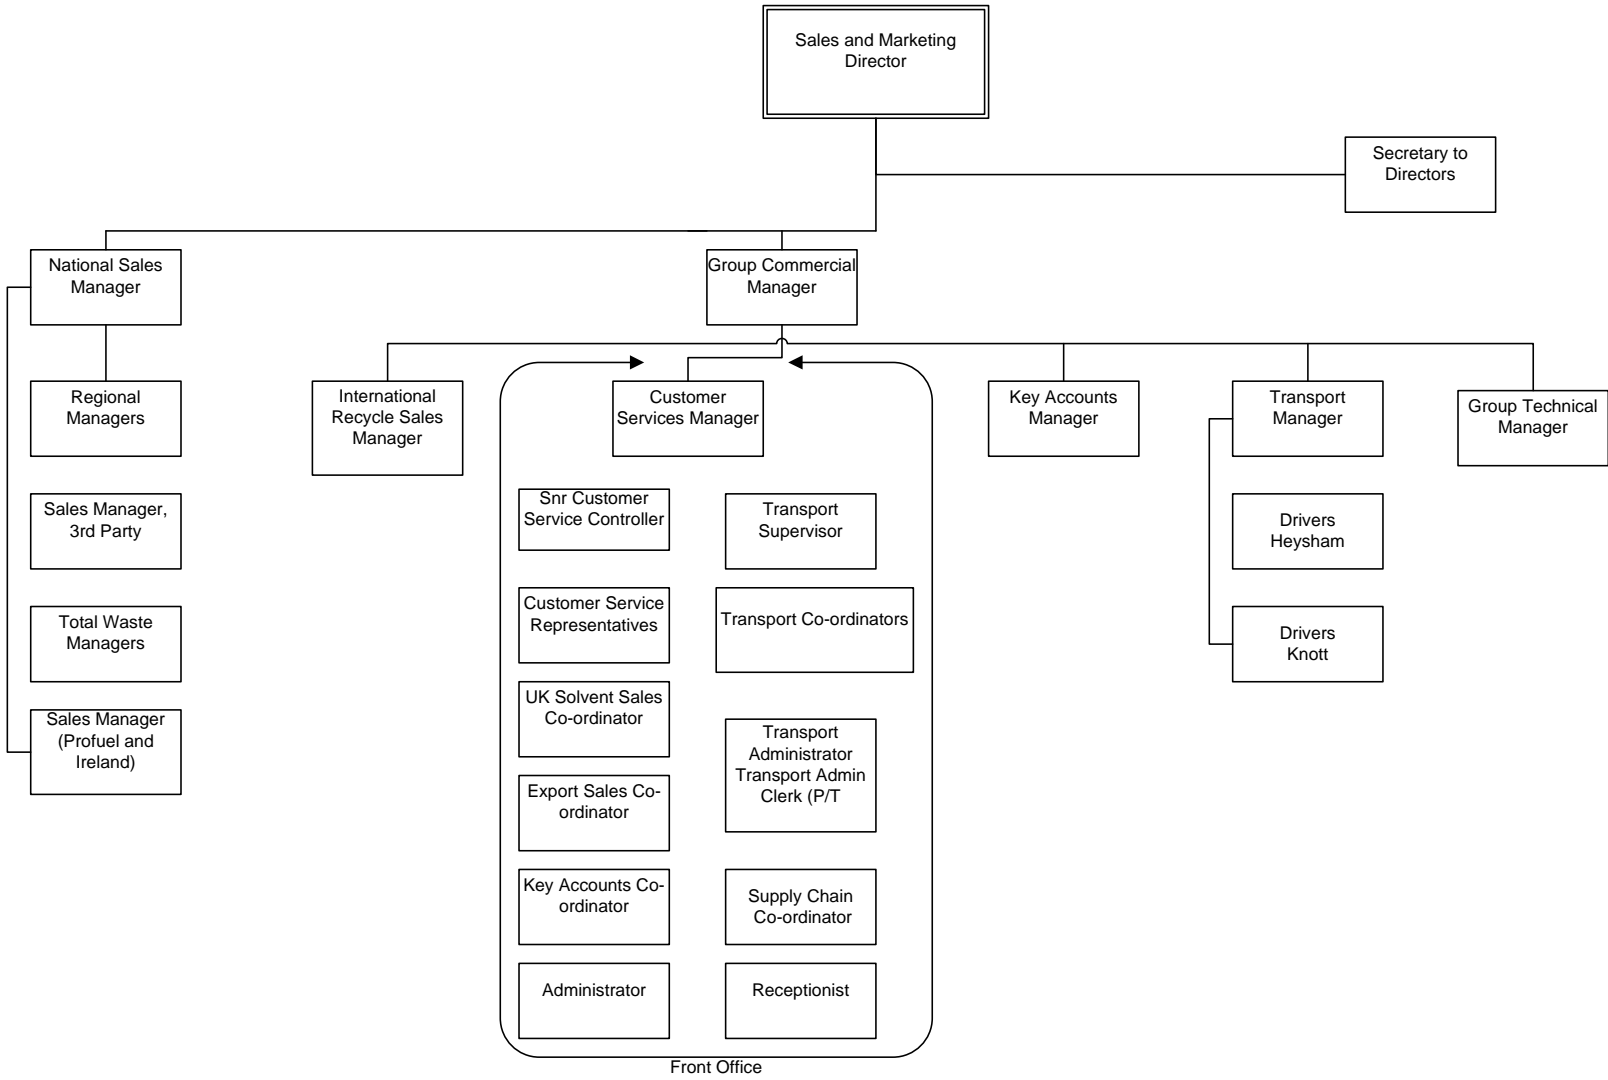 Sales and Marketing
Director
Secretary to
Directors
National Sales
Manager
Group Commercial
Manager
Regional
Managers
International
Recycle Sales
Manager
Customer
Services Manager
Key Accounts
Manager
Transport
Manager
Group Technical
Manager
Sales Manager,
3rd Party
Total Waste
Managers
Sales Manager
(Profuel and
Ireland)
Snr Customer
Service Controller
Customer Service
Representatives
UK Solvent Sales
Co-ordinator
Export Sales Co-
ordinator
Key Accounts Co-
ordinator
Administrator
Transport
Supervisor
Transport Co-ordinators
Transport
Administrator
Transport Admin
Clerk (P/T
Supply Chain
Co-ordinator
Receptionist
Drivers
Heysham
Drivers
Knott
Front Office